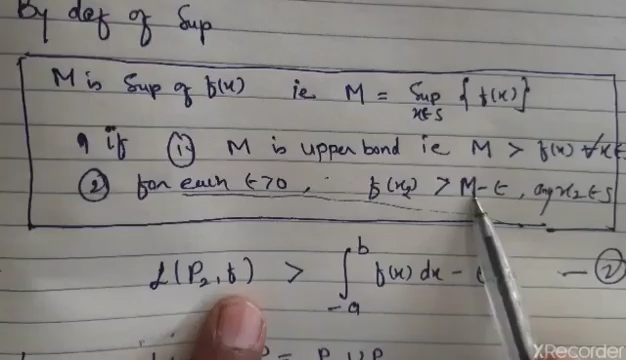 By def of Sup
M is Sup of f(x) ie M = Sup x∈S {f(x)}
if ① M is upper bond ie M > f(x) ∀x∈
② for each ϵ>0, f(x₂) > M-ϵ, x₂∈S
L(P₂,f) > ∫₋ₐᵇ f(x) dx - — ②
XRecorder